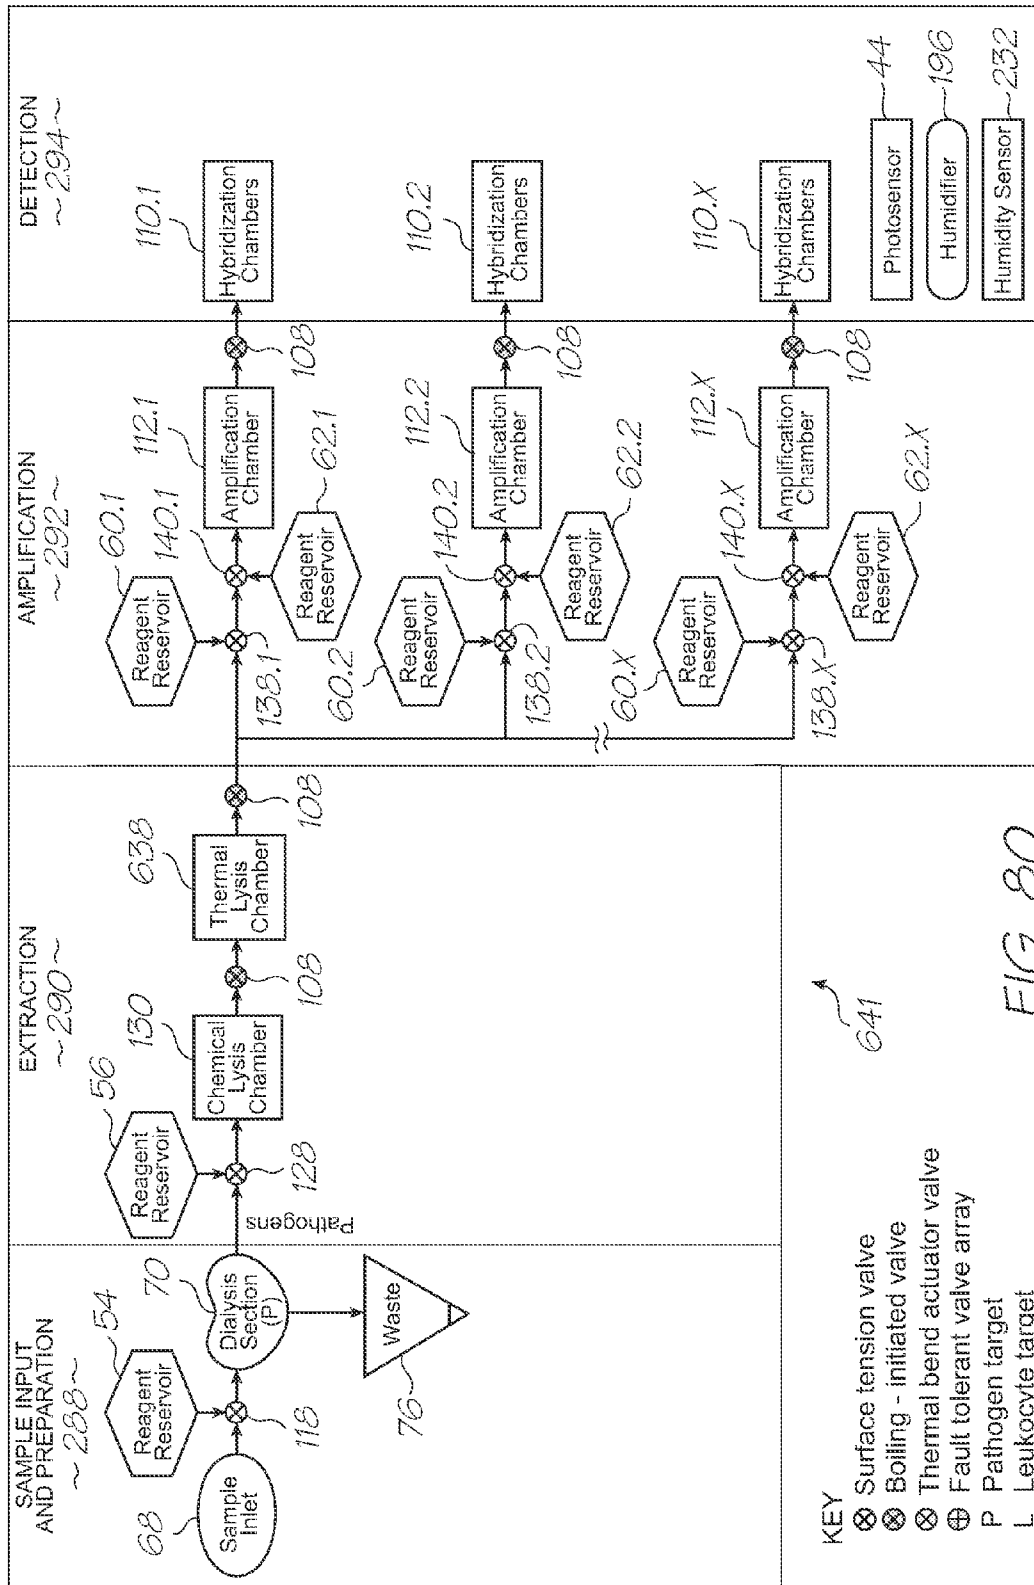 SAMPLE INPUT
AND PREPARATION
~288~
EXTRACTION
~290~
AMPLIFICATION
~292~
DETECTION
~294~
68
Sample
Inlet
54
Reagent
Reservoir
118
70
Dialysis
Section
(P)
Waste
76
Pathogens
56
Reagent
Reservoir
128
130
Chemical
Lysis
Chamber
108
638
Thermal
Lysis
Chamber
108
60.1
Reagent
Reservoir
138.1
140.1
Reagent
Reservoir
62.1
112.1
Amplification
Chamber
108
110.1
Hybridization
Chambers
60.2
Reagent
Reservoir
138.2
140.2
Reagent
Reservoir
62.2
112.2
Amplification
Chamber
108
110.2
Hybridization
Chambers
60.X
Reagent
Reservoir
138.X
140.X
Reagent
Reservoir
62.X
112.X
Amplification
Chamber
108
110.X
Hybridization
Chambers
Photosensor
44
Humidifier
196
Humidity Sensor
232
641
KEY
Surface tension valve
Boiling - initiated valve
Thermal bend actuator valve
Fault tolerant valve array
P Pathogen target
L Leukocyte target
FIG. 80